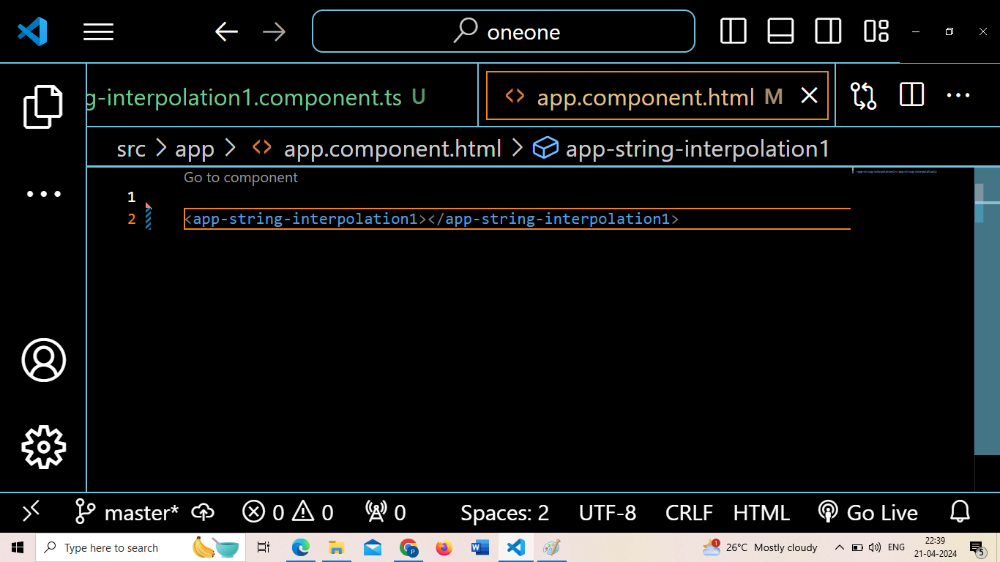 oneone
g-interpolation1.component.ts U
<> app.component.html M
src > app > <> app.component.html > app-string-interpolation1
Go to component
1
2 <app-string-interpolation1></app-string-interpolation1>
master* 0 0 0 Spaces: 2 UTF-8 CRLF HTML Go Live
Type here to search
1 26°C Mostly cloudy ENG 22:39
21-04-2024
5